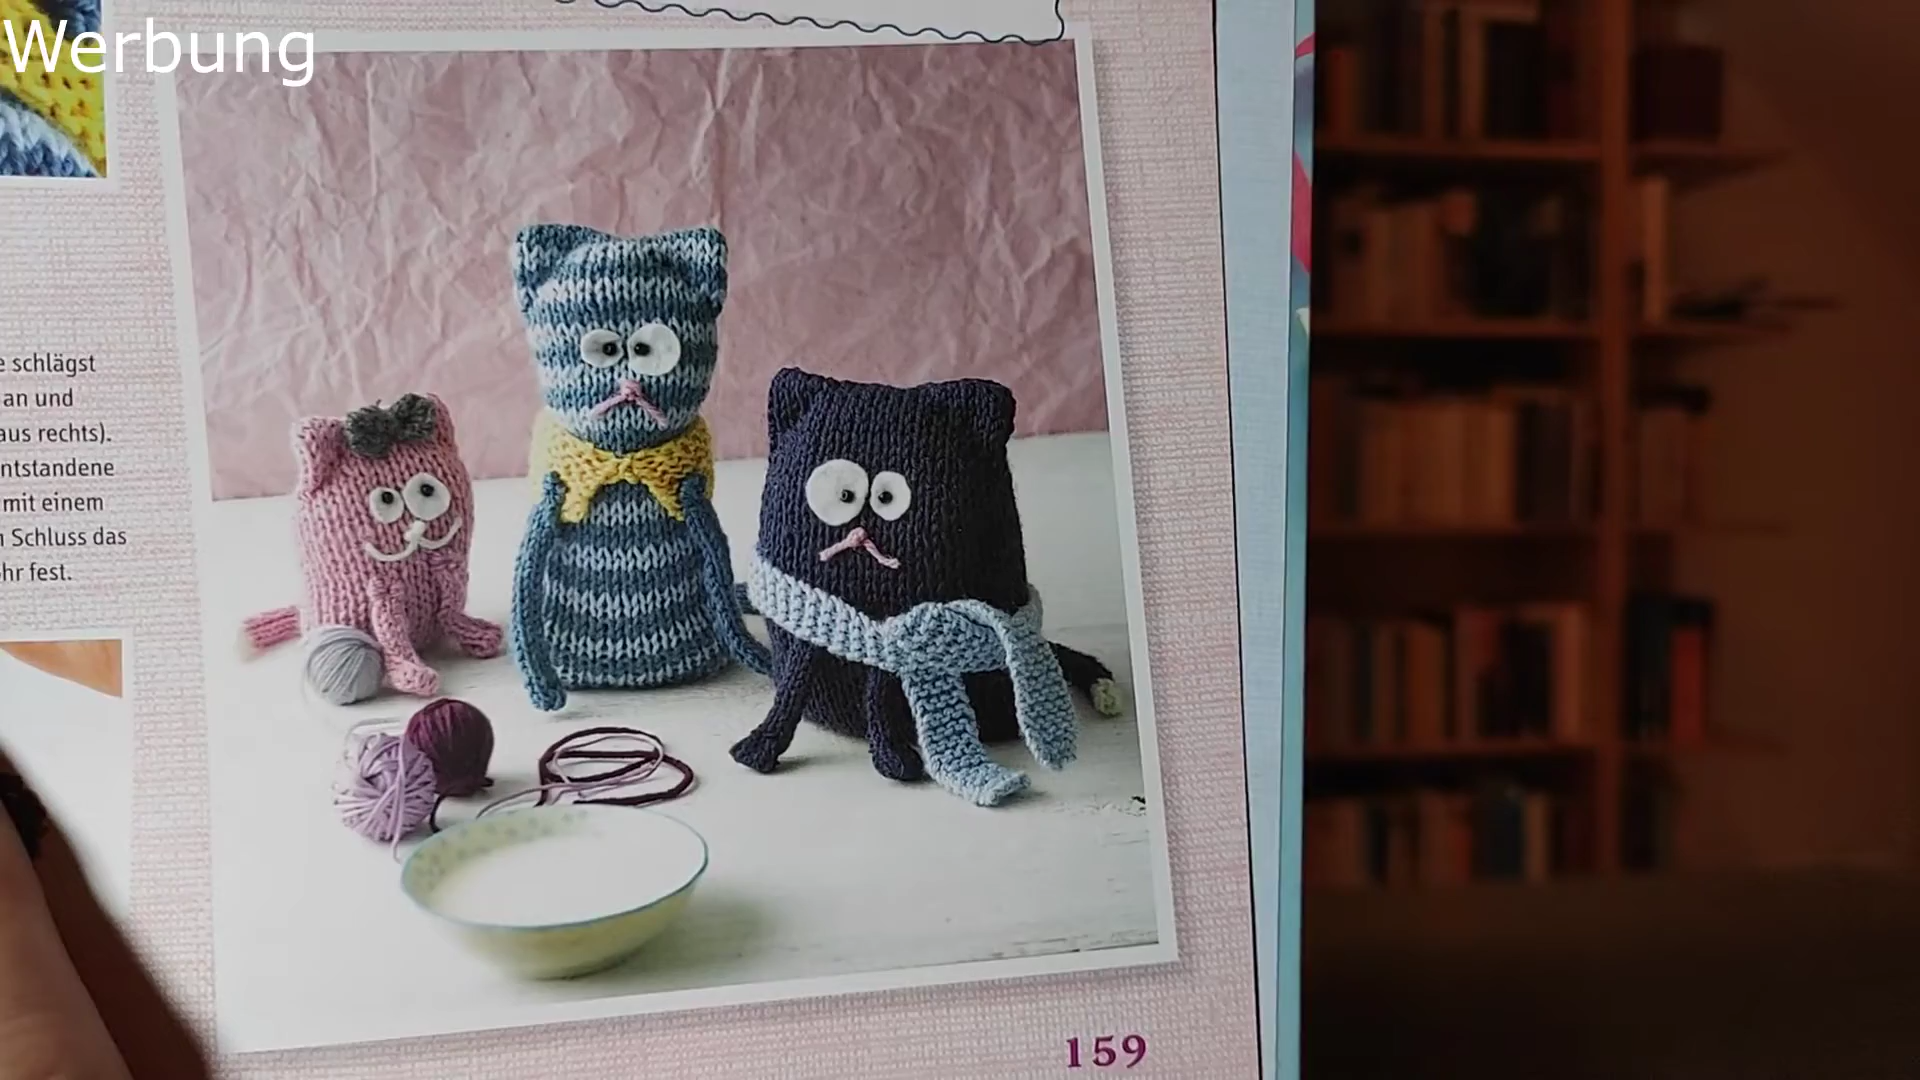 Werbung
schlägst
an und
aus rechts).
ntstandene
mit einem
Schluss das
hr fest.
159